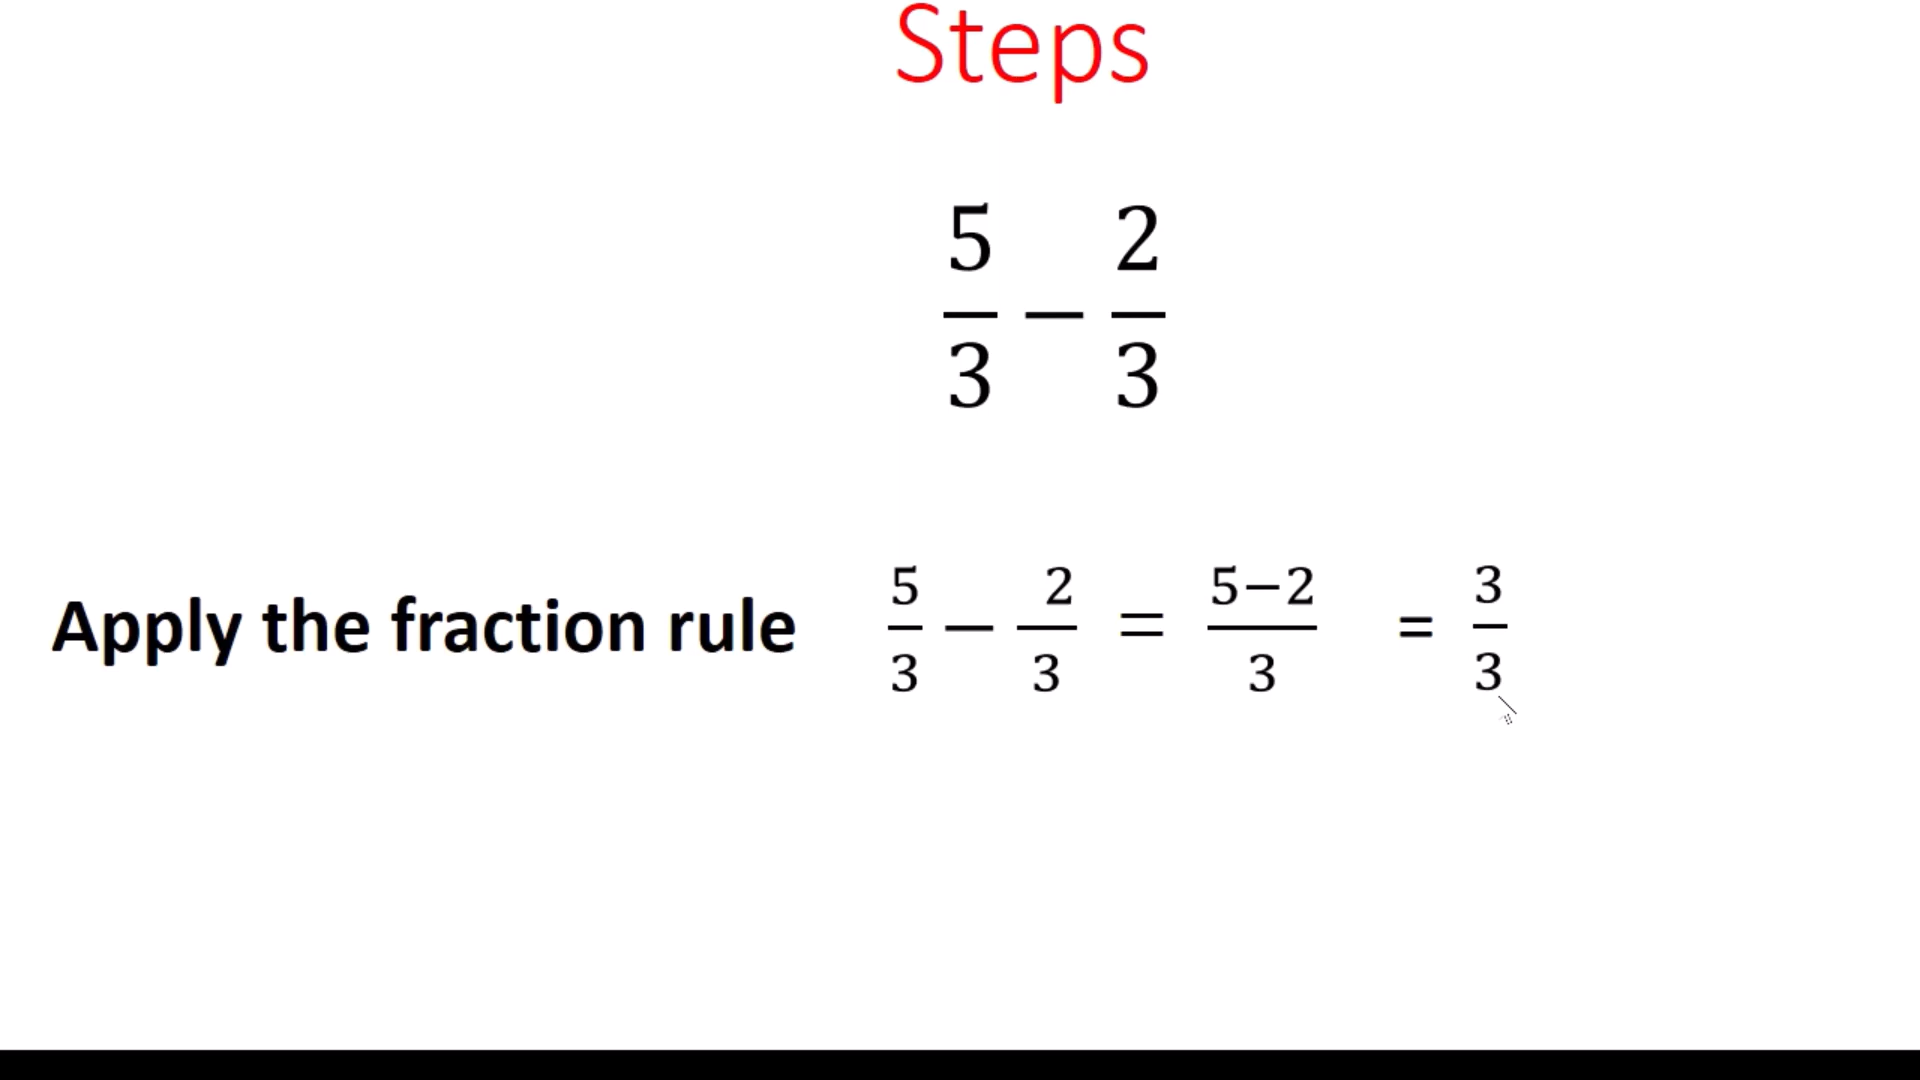 Steps
5/3 − 2/3
Apply the fraction rule 5/3 − 2/3 = 5−2/3 = 3/3